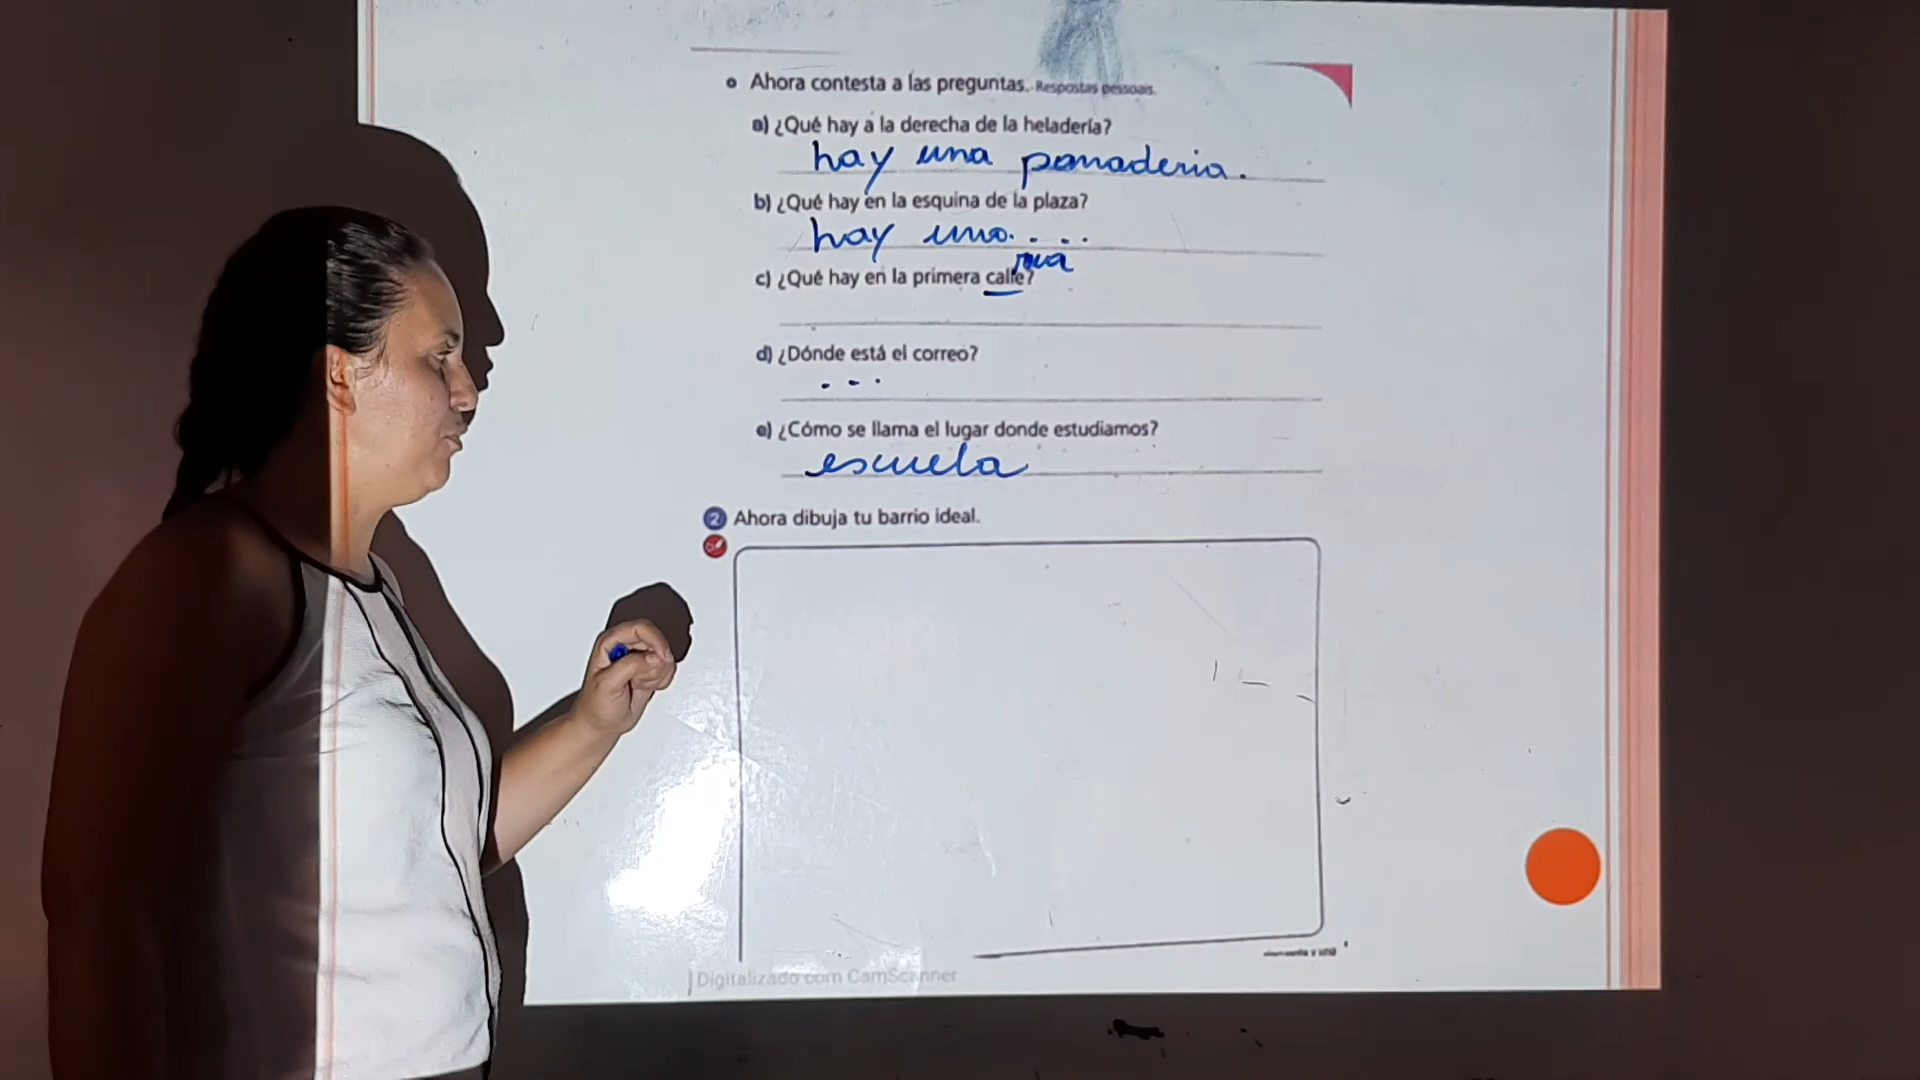 Ahora contesta a las preguntas. Respostas pessoais.
a) ¿Qué hay a la derecha de la heladería?
hay una panaderia.
b) ¿Qué hay en la esquina de la plaza?
hay una....
rua
c) ¿Qué hay en la primera calle?
d) ¿Dónde está el correo?
...
e) ¿Cómo se llama el lugar donde estudiamos?
escuela
2 Ahora dibuja tu barrio ideal.
Digitalizado com CamScanner